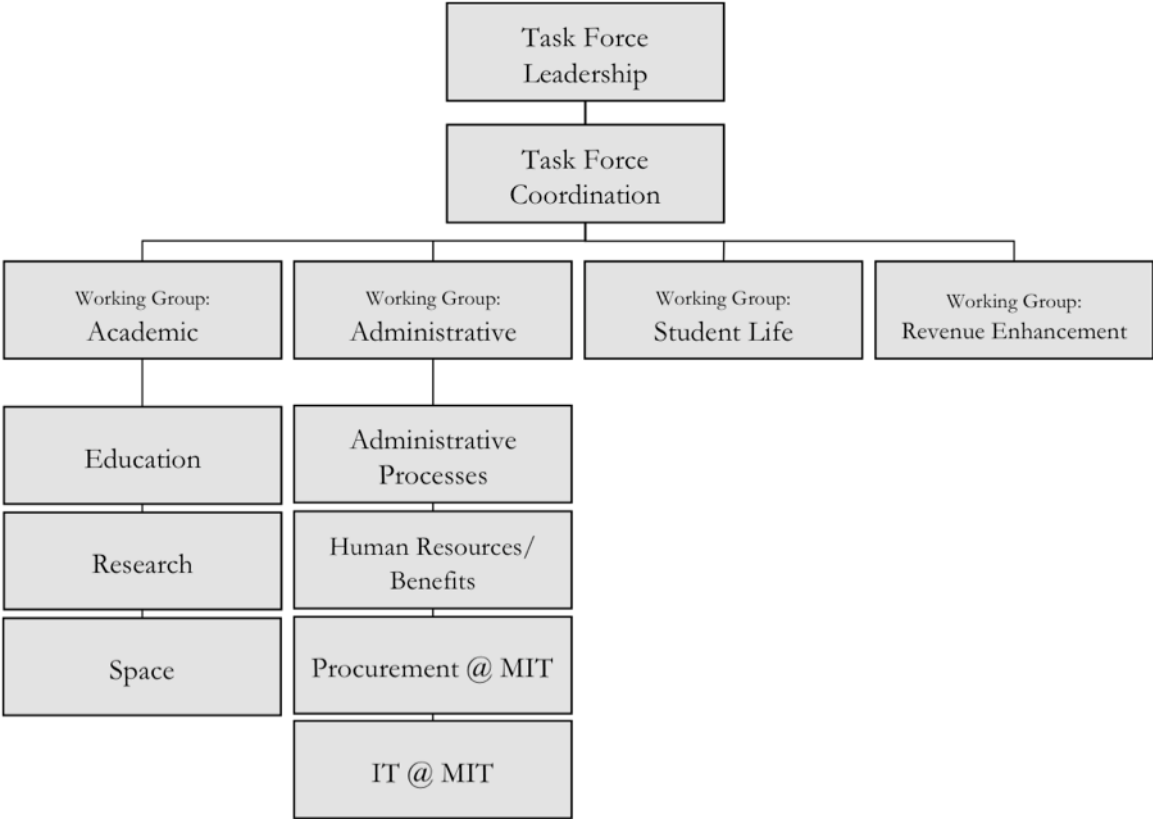 Task Force
Leadership
Task Force
Coordination
Working Group:
Academic
Working Group:
Administrative
Working Group:
Student Life
Working Group:
Revenue Enhancement
Education
Research
Space
Administrative
Processes
Human Resources/
Benefits
Procurement @ MIT
IT @ MIT